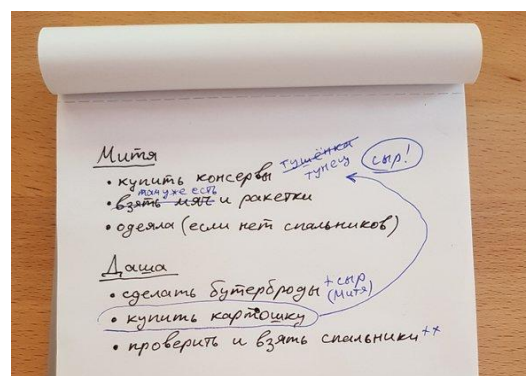 Митя
• купить консервы тушёнка тунец сыр!
• взять мяч и ракетки
там уже есть
• одеяла (если нет спальников)
Даша
• сделать бутерброды + сыр (Митя)
• купить картошку
• проверить и взять спальники ++